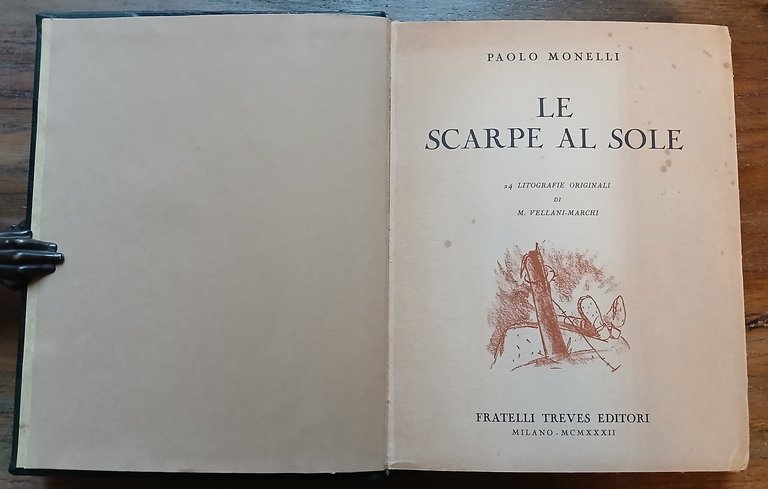 PAOLO MONELLI
LE
SCARPE AL SOLE
24 LITOGRAFIE ORIGINALI
DI
M. VELLANI-MARCHI
FRATELLI TREVES EDITORI
MILANO - MCMXXXII